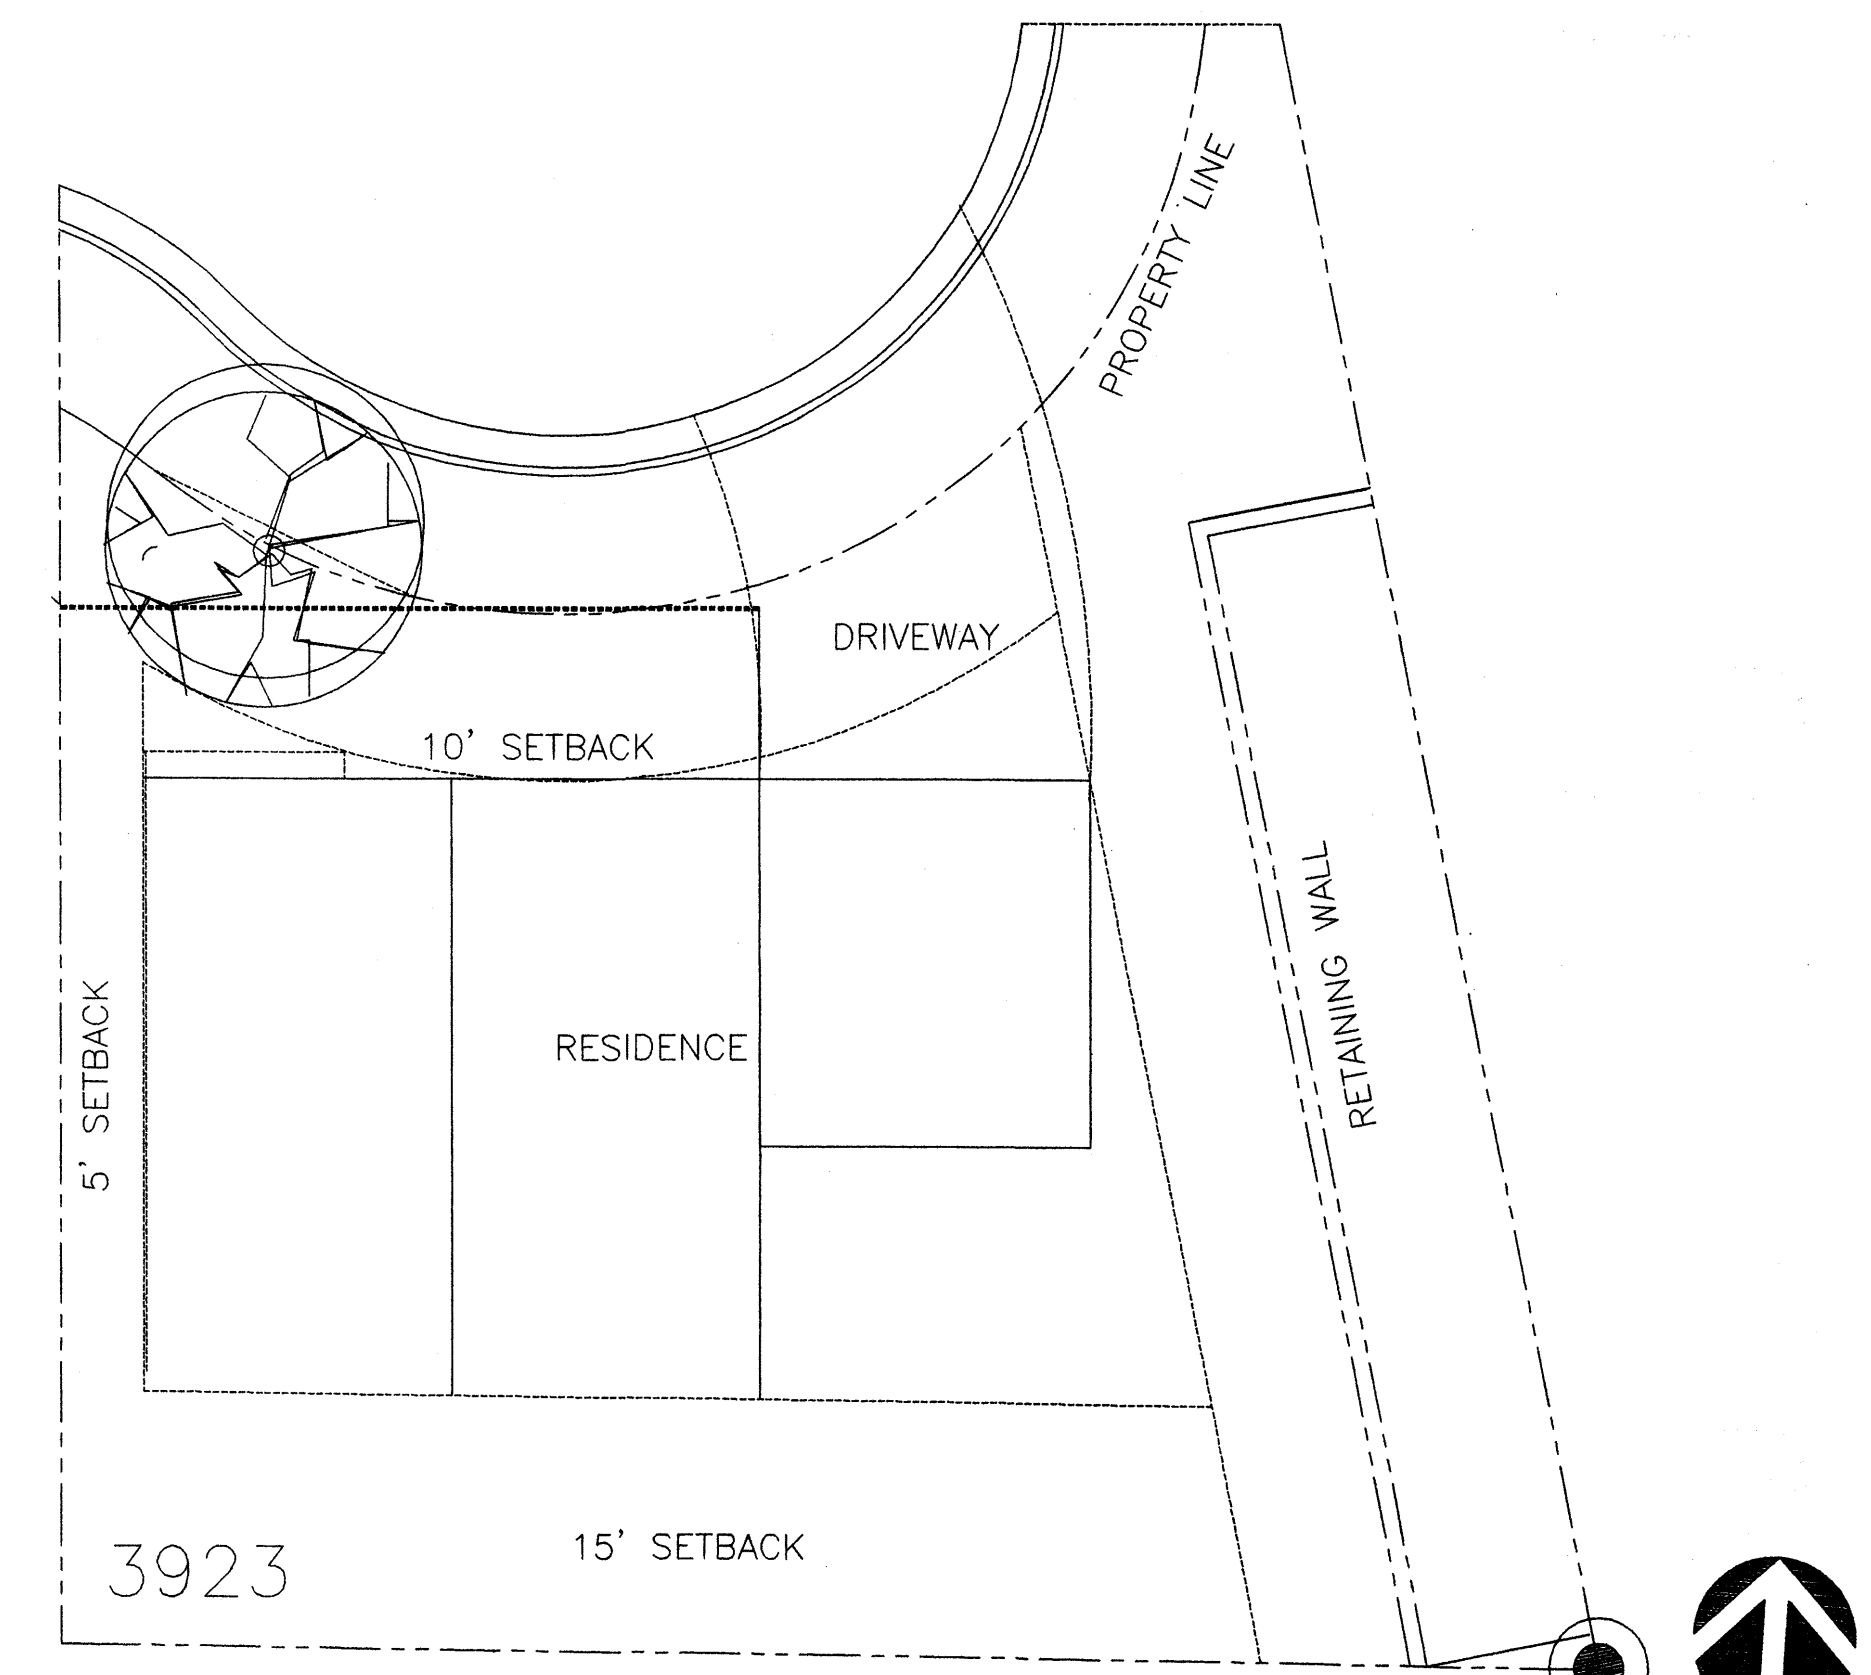 PROPERTY LINE
DRIVEWAY
10' SETBACK
RETAINING WALL
5' SETBACK
RESIDENCE
15' SETBACK
3923